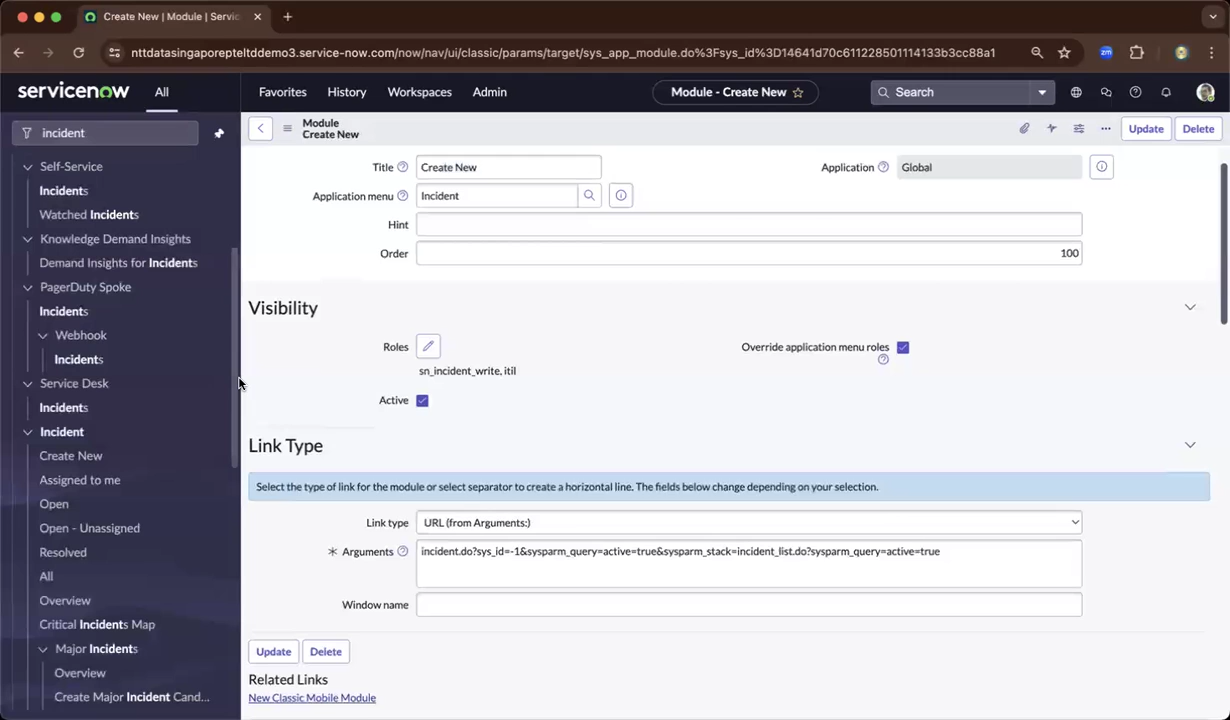 Create New | Module | Servic
nttdatasingaporepteltddemo3.service-now.com/now/nav/ui/classic/params/target/sys_app_module.do%3Fsys_id%3D14641d70c611228501114133b3cc88a1
servicenow
All
Favorites
History
Workspaces
Admin
Module - Create New
Search
incident
Self-Service
Incidents
Watched Incidents
Knowledge Demand Insights
Demand Insights for Incidents
PagerDuty Spoke
Incidents
Webhook
Incidents
Service Desk
Incidents
Incident
Create New
Assigned to me
Open
Open - Unassigned
Resolved
All
Overview
Critical Incidents Map
Major Incidents
Overview
Create Major Incident Cand...
Module
Create New
Update
Delete
Title
Create New
Application
Global
Application menu
Incident
Hint
Order
100
Visibility
Roles
sn_incident_write, itil
Override application menu roles
Active
Link Type
Select the type of link for the module or select separator to create a horizontal line. The fields below change depending on your selection.
Link type
URL (from Arguments:)
Arguments
incident.do?sys_id=-1&sysparm_query=active=true&sysparm_stack=incident_list.do?sysparm_query=active=true
Window name
Update
Delete
Related Links
New Classic Mobile Module